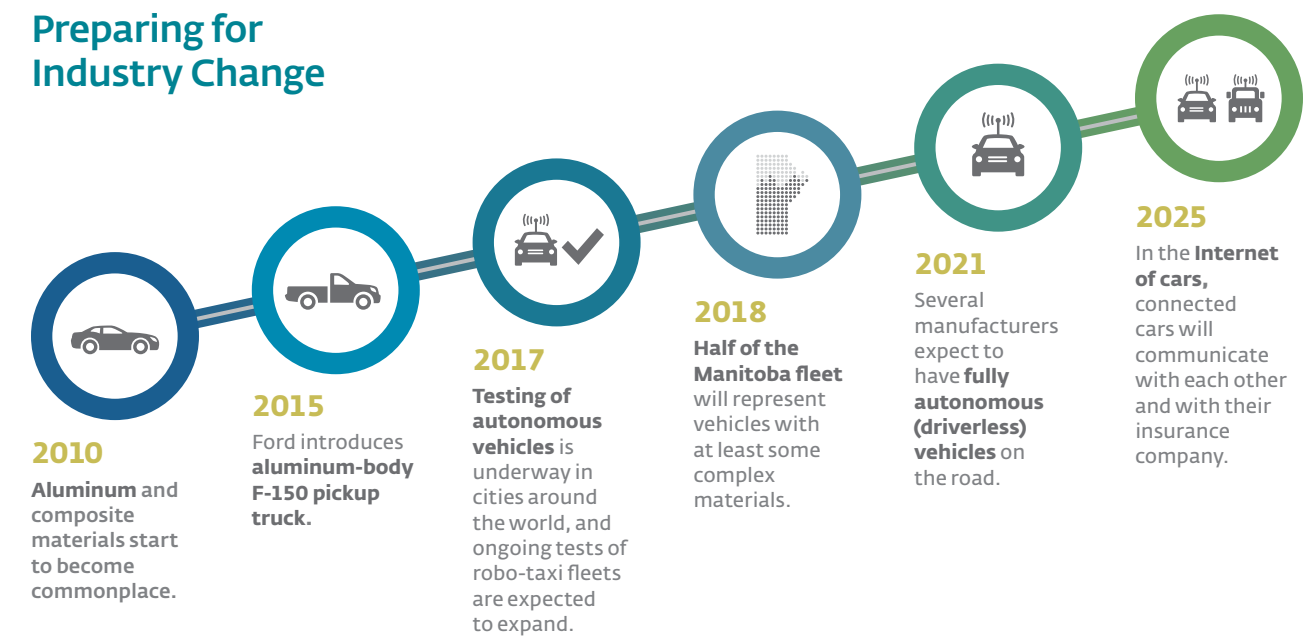 Preparing for
Industry Change
2010
Aluminum and
composite
materials start
to become
commonplace.
2015
Ford introduces
aluminum-body
F-150 pickup
truck.
2017
Testing of
autonomous
vehicles is
underway in
cities around
the world, and
ongoing tests of
robo-taxi fleets
are expected
to expand.
2018
Half of the
Manitoba fleet
will represent
vehicles with
at least some
complex
materials.
2021
Several
manufacturers
expect to
have fully
autonomous
(driverless)
vehicles on
the road.
2025
In the Internet
of cars,
connected
cars will
communicate
with each other
and with their
insurance
company.